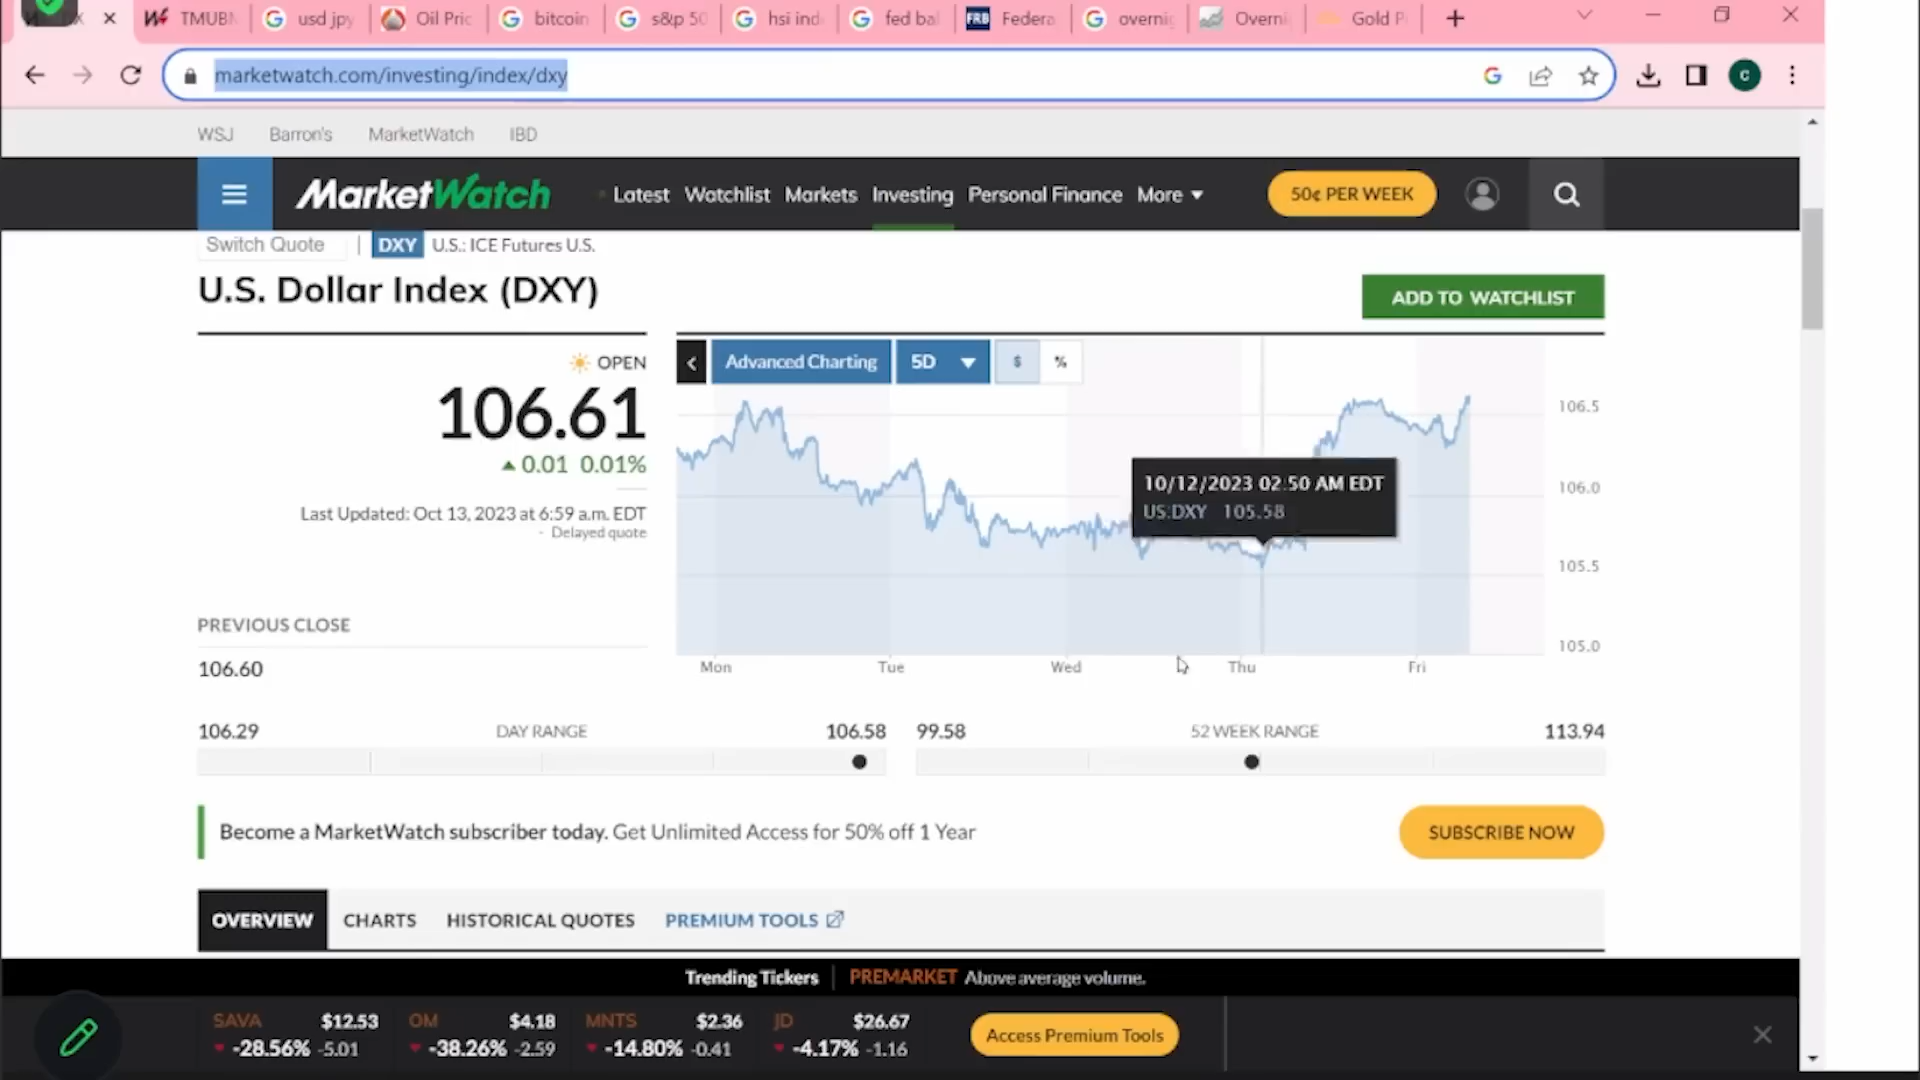 TMUBM
usd jpy
Oil Pric
bitcoin
s&p 50
hsi ind
fed bal
FRB Federa
overnig
Overni
Gold P
marketwatch.com/investing/index/dxy
C
WSJ Barron's MarketWatch IBD
MarketWatch Latest Watchlist Markets Investing Personal Finance More 50¢ PER WEEK
Switch Quote | DXY U.S.: ICE Futures U.S.
U.S. Dollar Index (DXY)
ADD TO WATCHLIST
OPEN
106.61
0.01 0.01%
Last Updated: Oct 13, 2023 at 6:59 a.m. EDT
- Delayed quote
PREVIOUS CLOSE
106.60
Advanced Charting 5D $ %
10/12/2023 02:50 AM EDT
US:DXY 105.58
106.5
106.0
105.5
105.0
Mon Tue Wed Thu Fri
106.29 DAY RANGE 106.58
99.58 52 WEEK RANGE 113.94
Become a MarketWatch subscriber today. Get Unlimited Access for 50% off 1 Year
SUBSCRIBE NOW
OVERVIEW CHARTS HISTORICAL QUOTES PREMIUM TOOLS
Trending Tickers | PREMARKET Above average volume.
SAVA $12.53
-28.56% -5.01
OM $4.18
-38.26% -2.59
MNTS $2.36
-14.80% -0.41
JD $26.67
-4.17% -1.16
Access Premium Tools